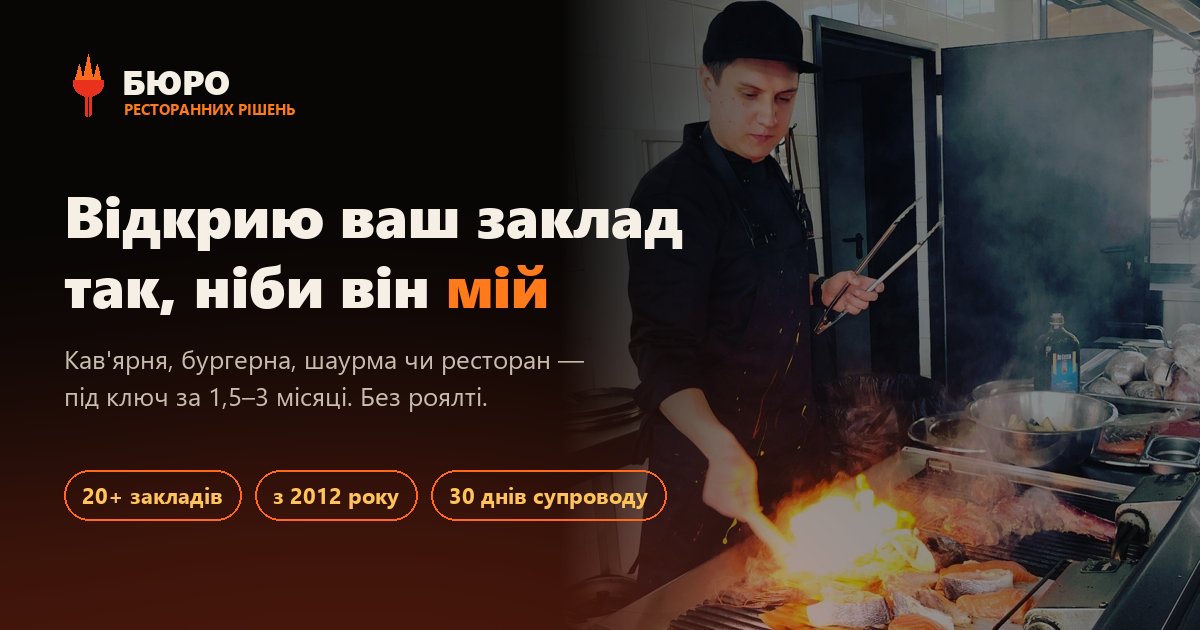 БЮРО
РЕСТОРАННИХ РІШЕНЬ
Відкрию ваш заклад
так, ніби він мій
Кав'ярня, бургерна, шаурма чи ресторан —
під ключ за 1,5–3 місяці. Без роялті.
20+ закладів
з 2012 року
30 днів супроводу